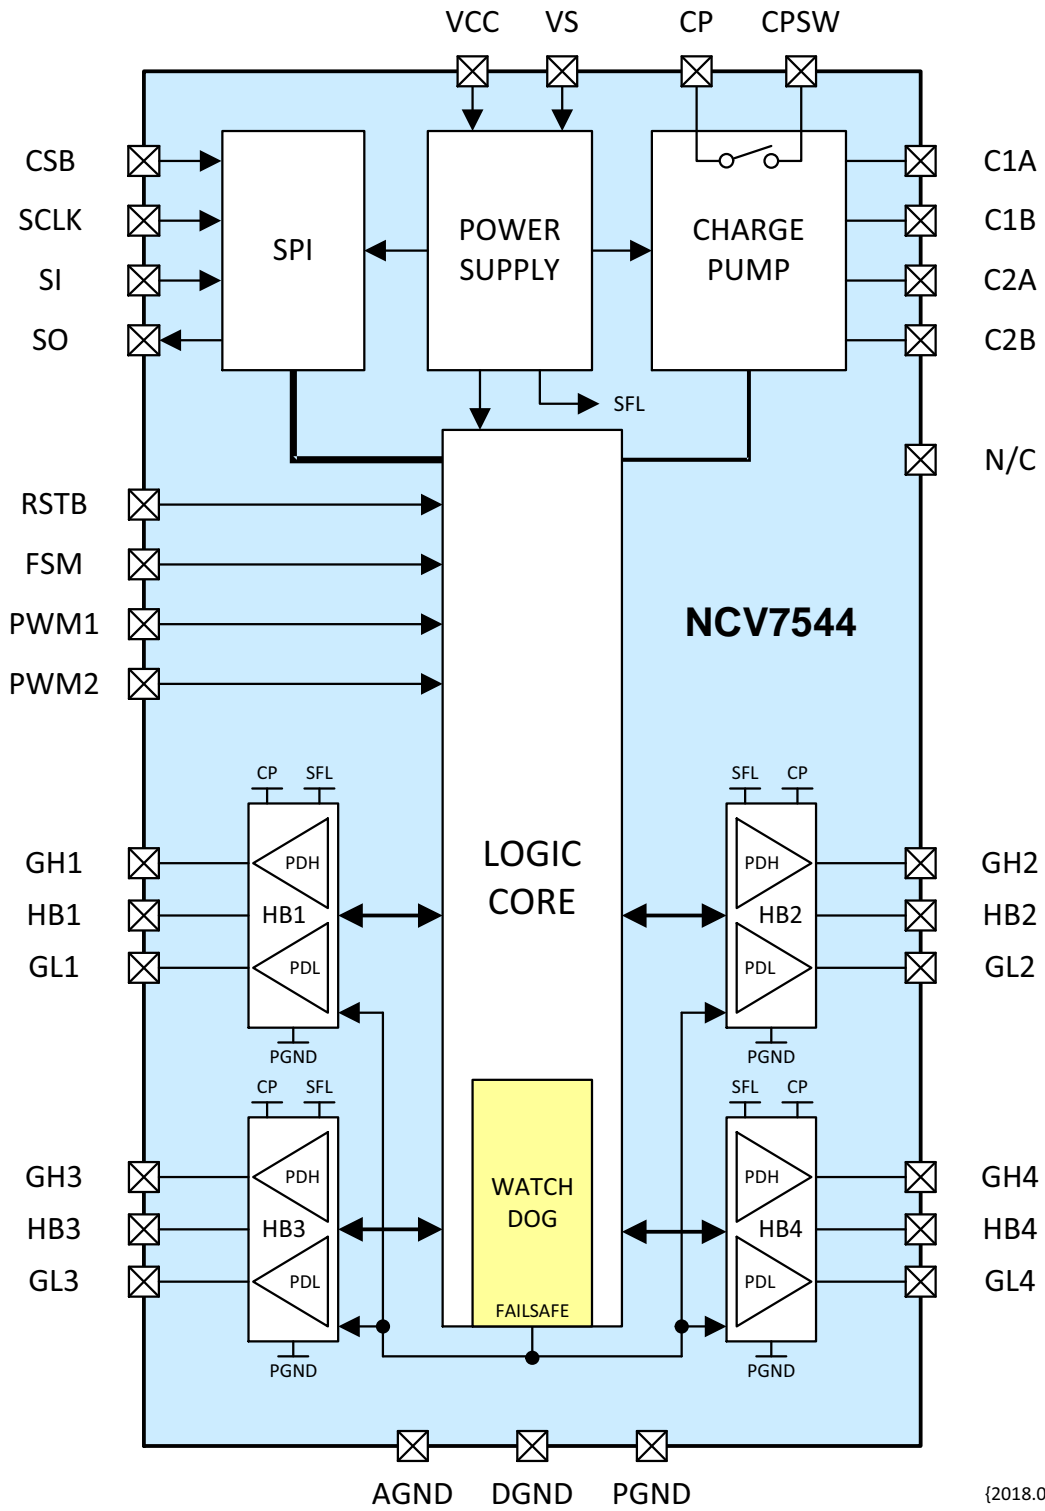 VCC VS CP CPSW
CSB
SCLK
SI
SO
SPI
POWER
SUPPLY
CHARGE
PUMP
C1A
C1B
C2A
C2B
SFL
N/C
RSTB
FSM
PWM1
PWM2
NCV7544
LOGIC
CORE
CP SFL
PDH
HB1
PDL
PGND
GH1
HB1
GL1
SFL CP
PDH
HB2
PDL
GH2
HB2
GL2
CP SFL
PDH
HB3
PDL
PGND
GH3
HB3
GL3
WATCH
DOG
FAILSAFE
SFL CP
PDH
HB4
PDL
PGND
GH4
HB4
GL4
PGND
AGND DGND PGND
{2018.0